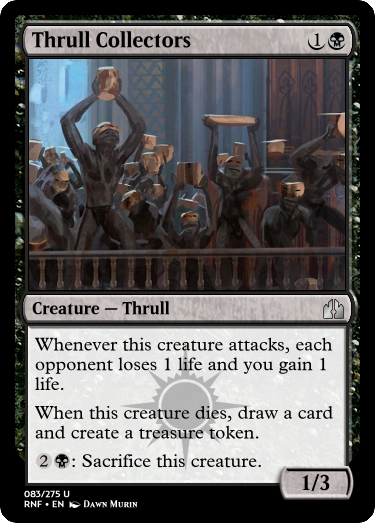 Thrull Collectors 1
Creature — Thrull
Whenever this creature attacks, each
opponent loses 1 life and you gain 1
life.
When this creature dies, draw a card
and create a treasure token.
2 : Sacrifice this creature.
1/3
083/275 U
RNF • EN Dawn Murin